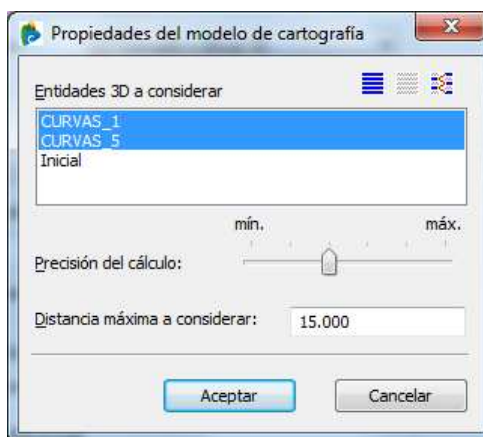 Propiedades del modelo de cartografía
Entidades 3D a considerar
CURVAS_1
CURVAS_5
Inicial
mín. máx.
Precisión del cálculo:
Distancia máxima a considerar: 15.000
Aceptar Cancelar